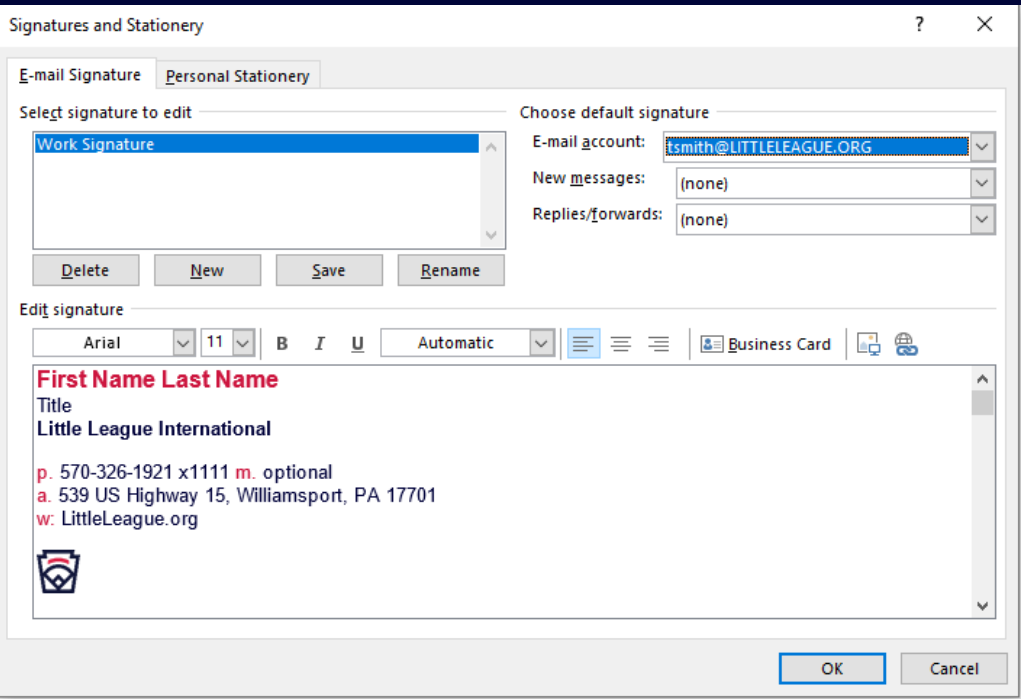 Signatures and Stationery
?
E-mail Signature
Personal Stationery
Select signature to edit
Work Signature
Delete
New
Save
Rename
Choose default signature
E-mail account:
tsmith@LITTLELEAGUE.ORG
New messages:
(none)
Replies/forwards:
(none)
Edit signature
Arial
11
B
I
U
Automatic
Business Card
First Name Last Name
Title
Little League International
p. 570-326-1921 x1111 m. optional
a. 539 US Highway 15, Williamsport, PA 17701
w: LittleLeague.org
OK
Cancel